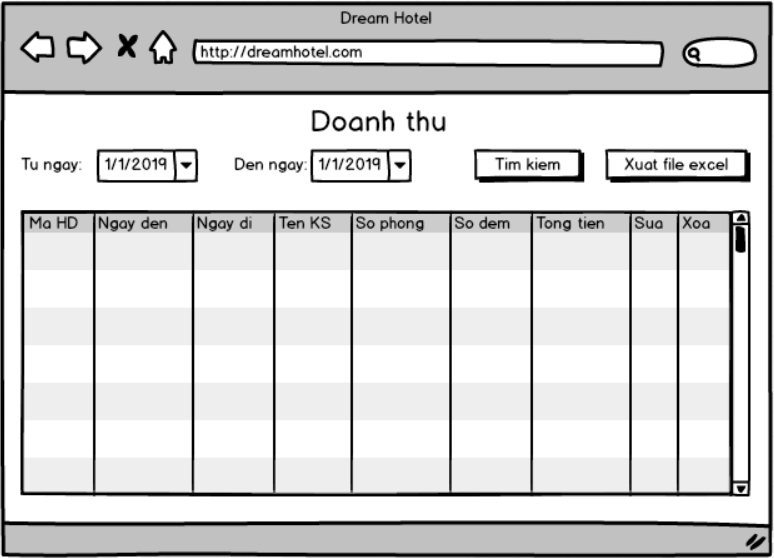 Dream Hotel
http://dreamhotel.com
Doanh thu
Tu ngay: 1/1/2019 Den ngay: 1/1/2019 Tim kiem Xuat file excel
Ma HD Ngay den Ngay di Ten KS So phong So dem Tong tien Sua Xoa